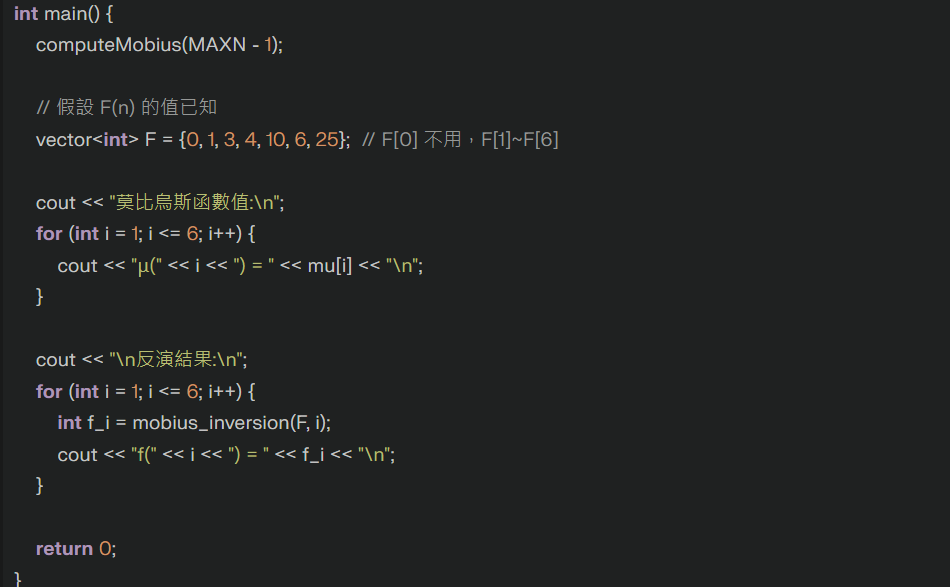 int main() {
    computeMobius(MAXN - 1);
    // 假設 F(n) 的值已知
    vector<int> F = {0, 1, 3, 4, 10, 6, 25};  // F[0] 不用，F[1]~F[6]
    cout << "莫比烏斯函數值:\n";
    for (int i = 1; i <= 6; i++) {
        cout << "μ(" << i << ") = " << mu[i] << "\n";
    }
    cout << "\n反演結果:\n";
    for (int i = 1; i <= 6; i++) {
        int f_i = mobius_inversion(F, i);
        cout << "f(" << i << ") = " << f_i << "\n";
    }
    return 0;
}